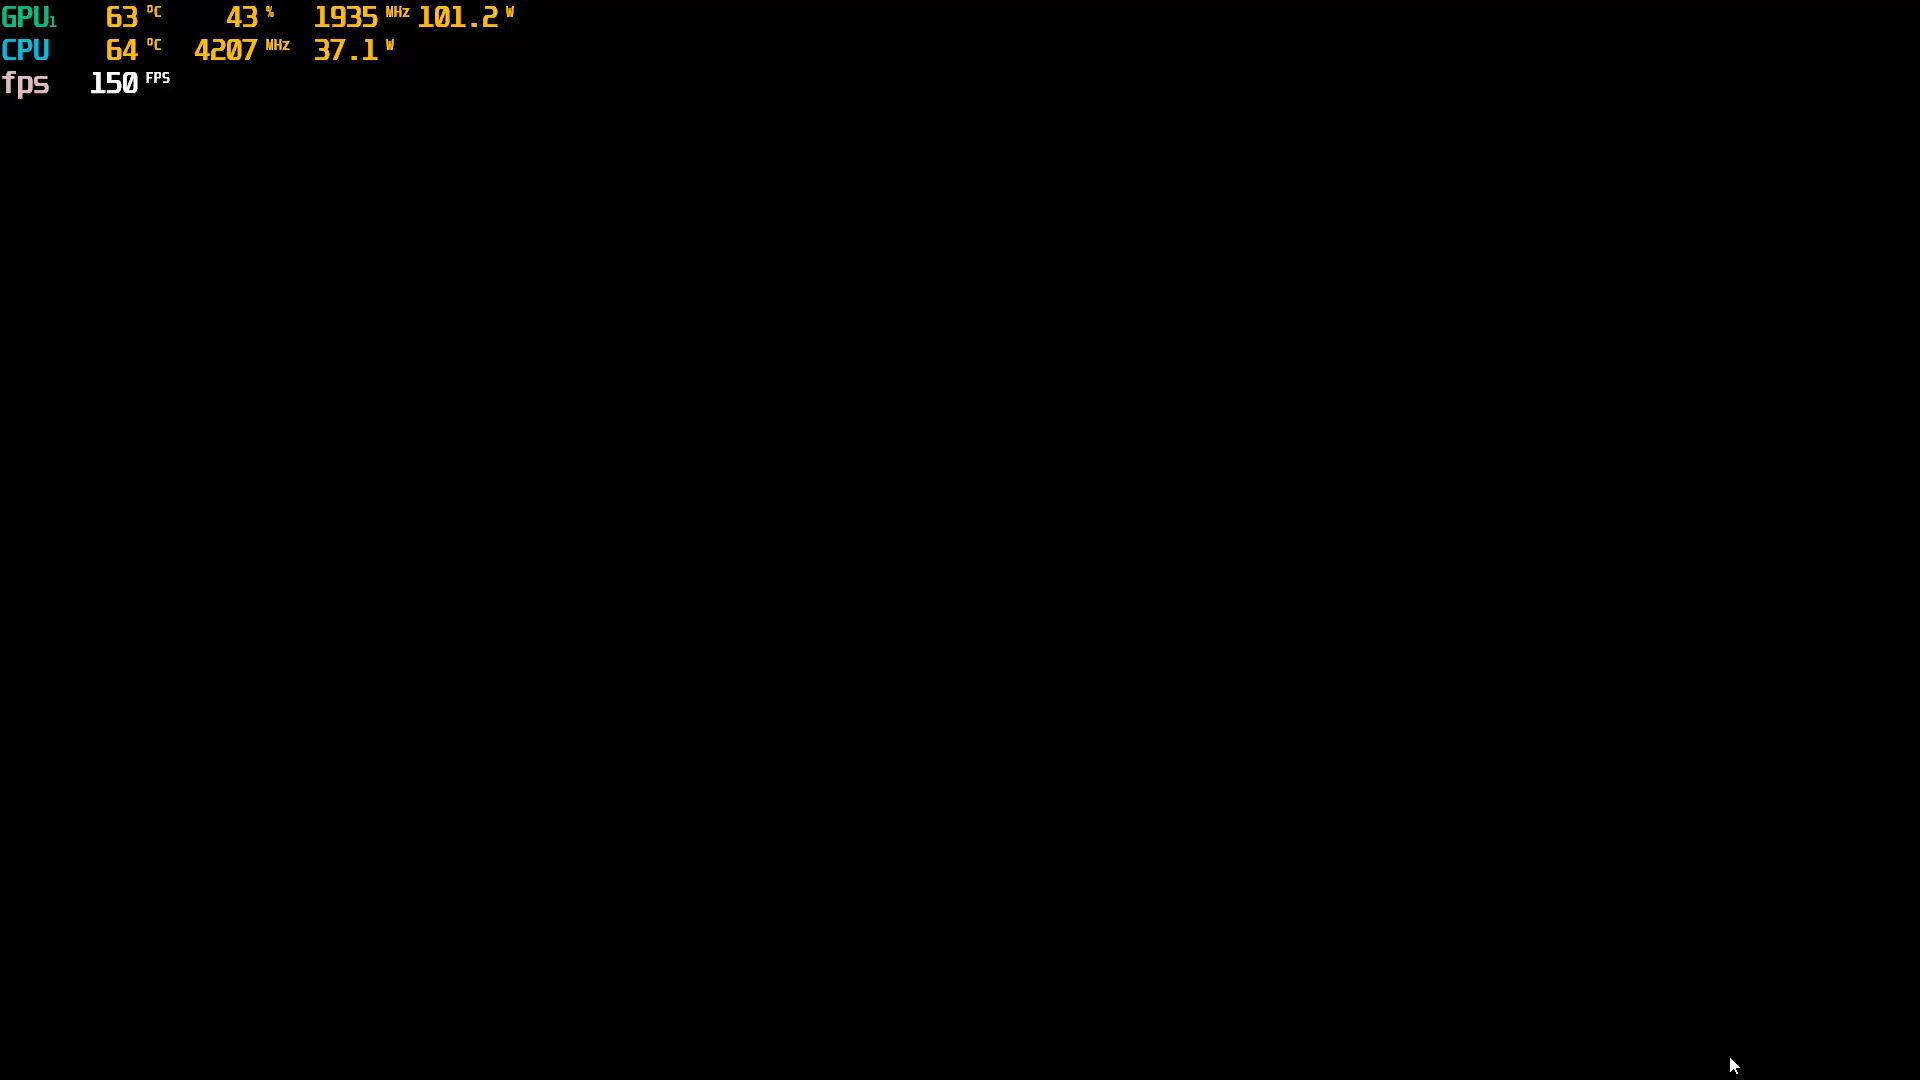 GPU1 63 °C 43 % 1935 MHz 101.2 W
CPU 64 °C 4207 MHz 37.1 W
fps 150 FPS